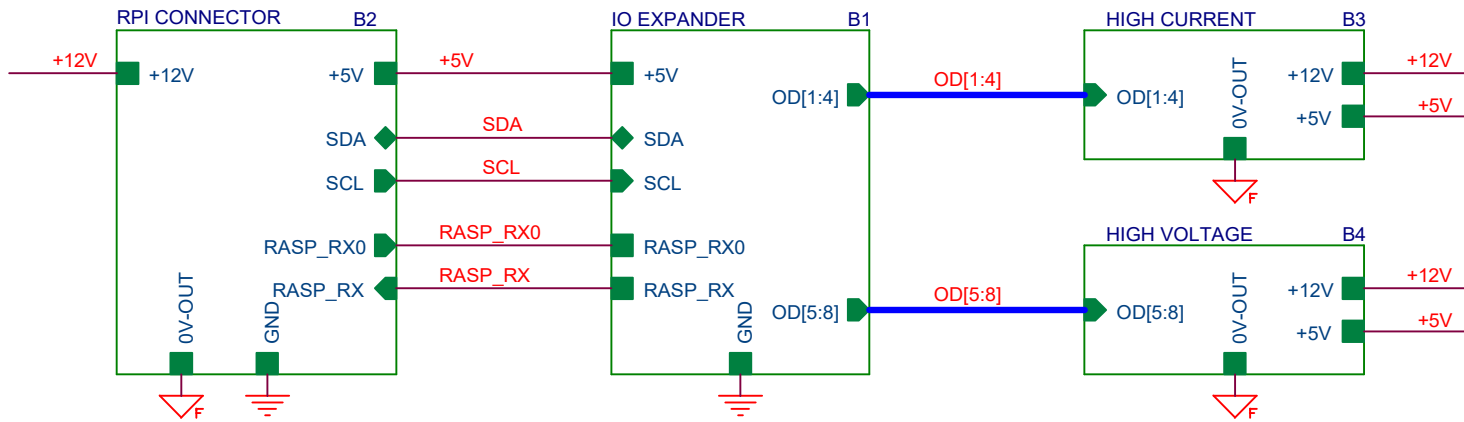 RPI CONNECTOR B2
IO EXPANDER B1
HIGH CURRENT B3
+12V
+12V
+5V
+5V
+5V
OD[1:4]
OD[1:4]
OD[1:4]
+12V
+12V
+5V
+5V
0V-OUT
F
SDA
SDA
SDA
SCL
SCL
SCL
RASP_RX0
RASP_RX0
RASP_RX0
RASP_RX
RASP_RX
RASP_RX
0V-OUT
GND
F
GND
HIGH VOLTAGE B4
OD[5:8]
OD[5:8]
OD[5:8]
+12V
+12V
+5V
+5V
0V-OUT
F